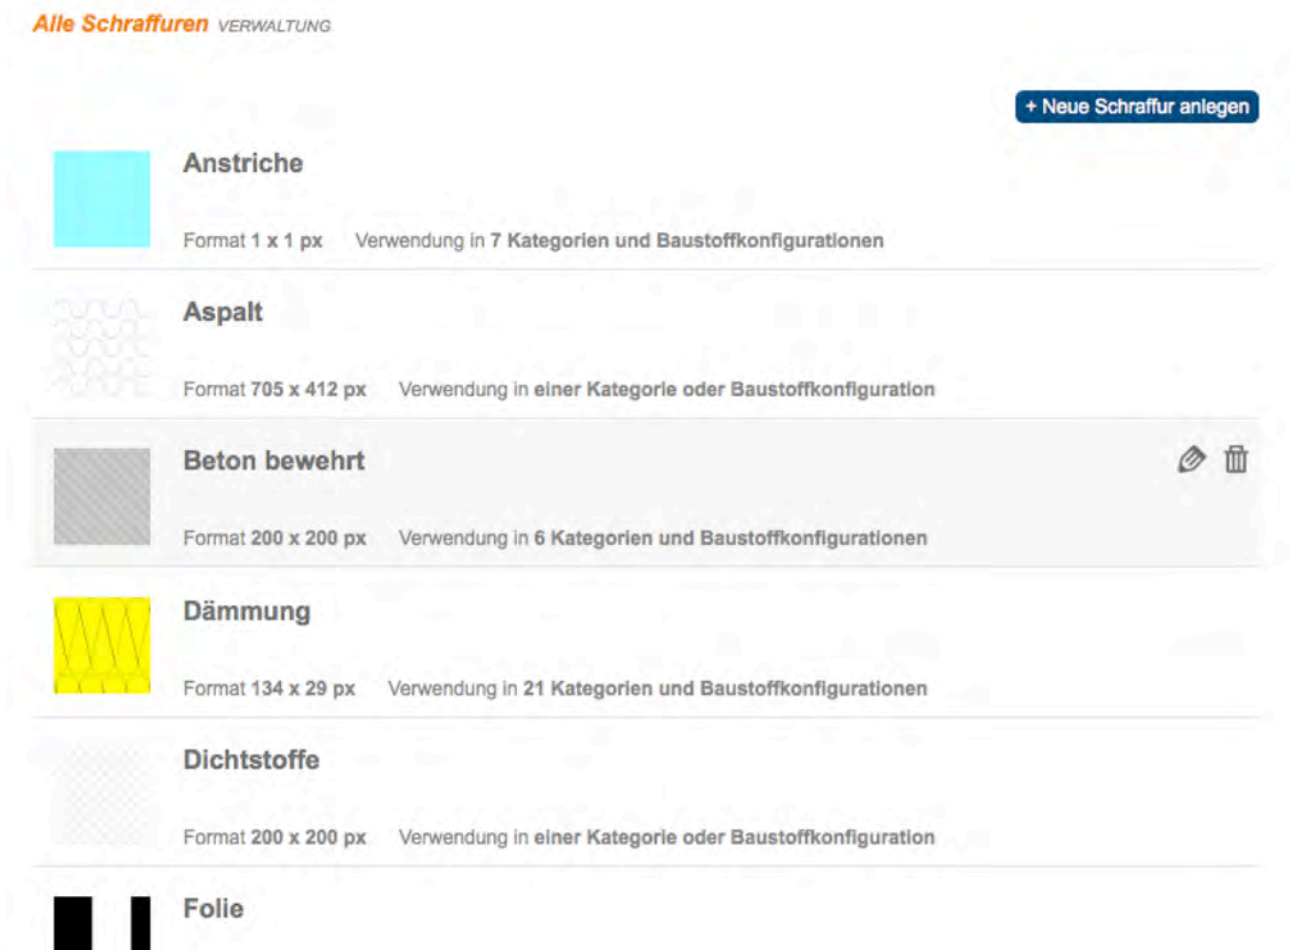 Alle Schraffuren VERWALTUNG
+ Neue Schraffur anlegen
Anstriche
Format 1 x 1 px Verwendung in 7 Kategorien und Baustoffkonfigurationen
Aspalt
Format 705 x 412 px Verwendung in einer Kategorie oder Baustoffkonfiguration
Beton bewehrt
Format 200 x 200 px Verwendung in 6 Kategorien und Baustoffkonfigurationen
Dämmung
Format 134 x 29 px Verwendung in 21 Kategorien und Baustoffkonfigurationen
Dichtstoffe
Format 200 x 200 px Verwendung in einer Kategorie oder Baustoffkonfiguration
Folie